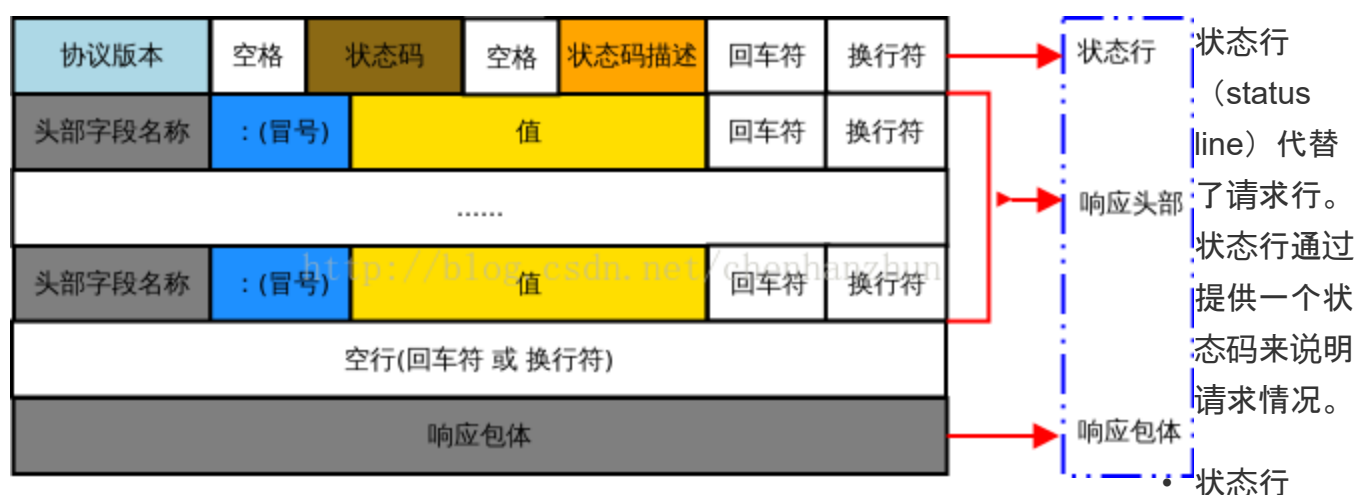 协议版本 空格 状态码 空格 状态码描述 回车符 换行符
头部字段名称 ：(冒号) 值 回车符 换行符
......
头部字段名称 ：(冒号) 值 回车符 换行符
http://blog.csdn.net/chenhanzhun
空行(回车符 或 换行符)
响应包体
状态行
响应头部
响应包体
状态行
（status
line）代替
了请求行。
状态行通过
提供一个状
态码来说明
请求情况。
• 状态行